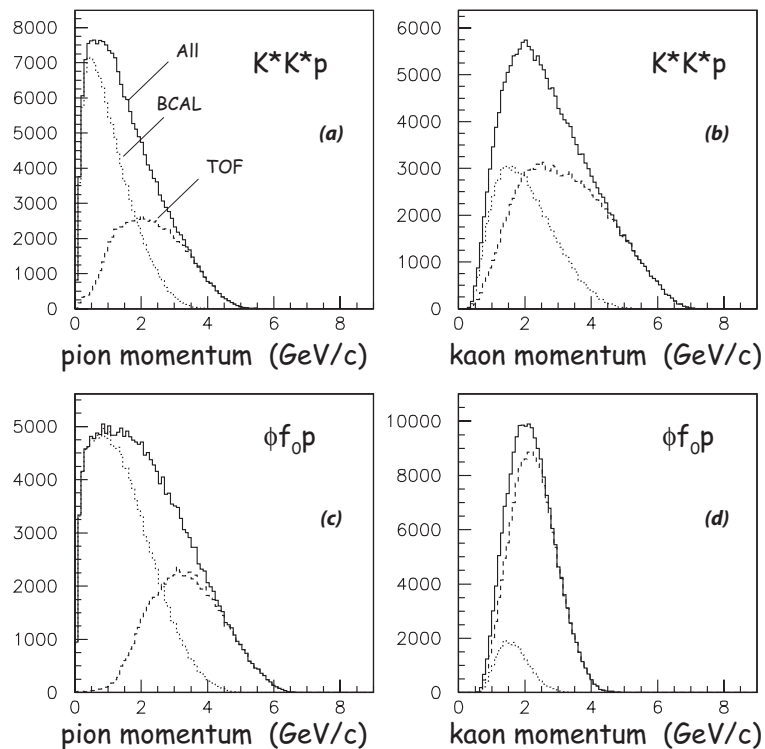 8000
7000
6000
5000
4000
3000
2000
1000
0
0 2 4 6 8
All
BCAL
TOF
K*K*p
(a)
pion momentum (GeV/c)
6000
5000
4000
3000
2000
1000
0
0 2 4 6 8
K*K*p
(b)
kaon momentum (GeV/c)
5000
4000
3000
2000
1000
0
0 2 4 6 8
ϕf₀p
(c)
pion momentum (GeV/c)
10000
8000
6000
4000
2000
0
0 2 4 6 8
ϕf₀p
(d)
kaon momentum (GeV/c)